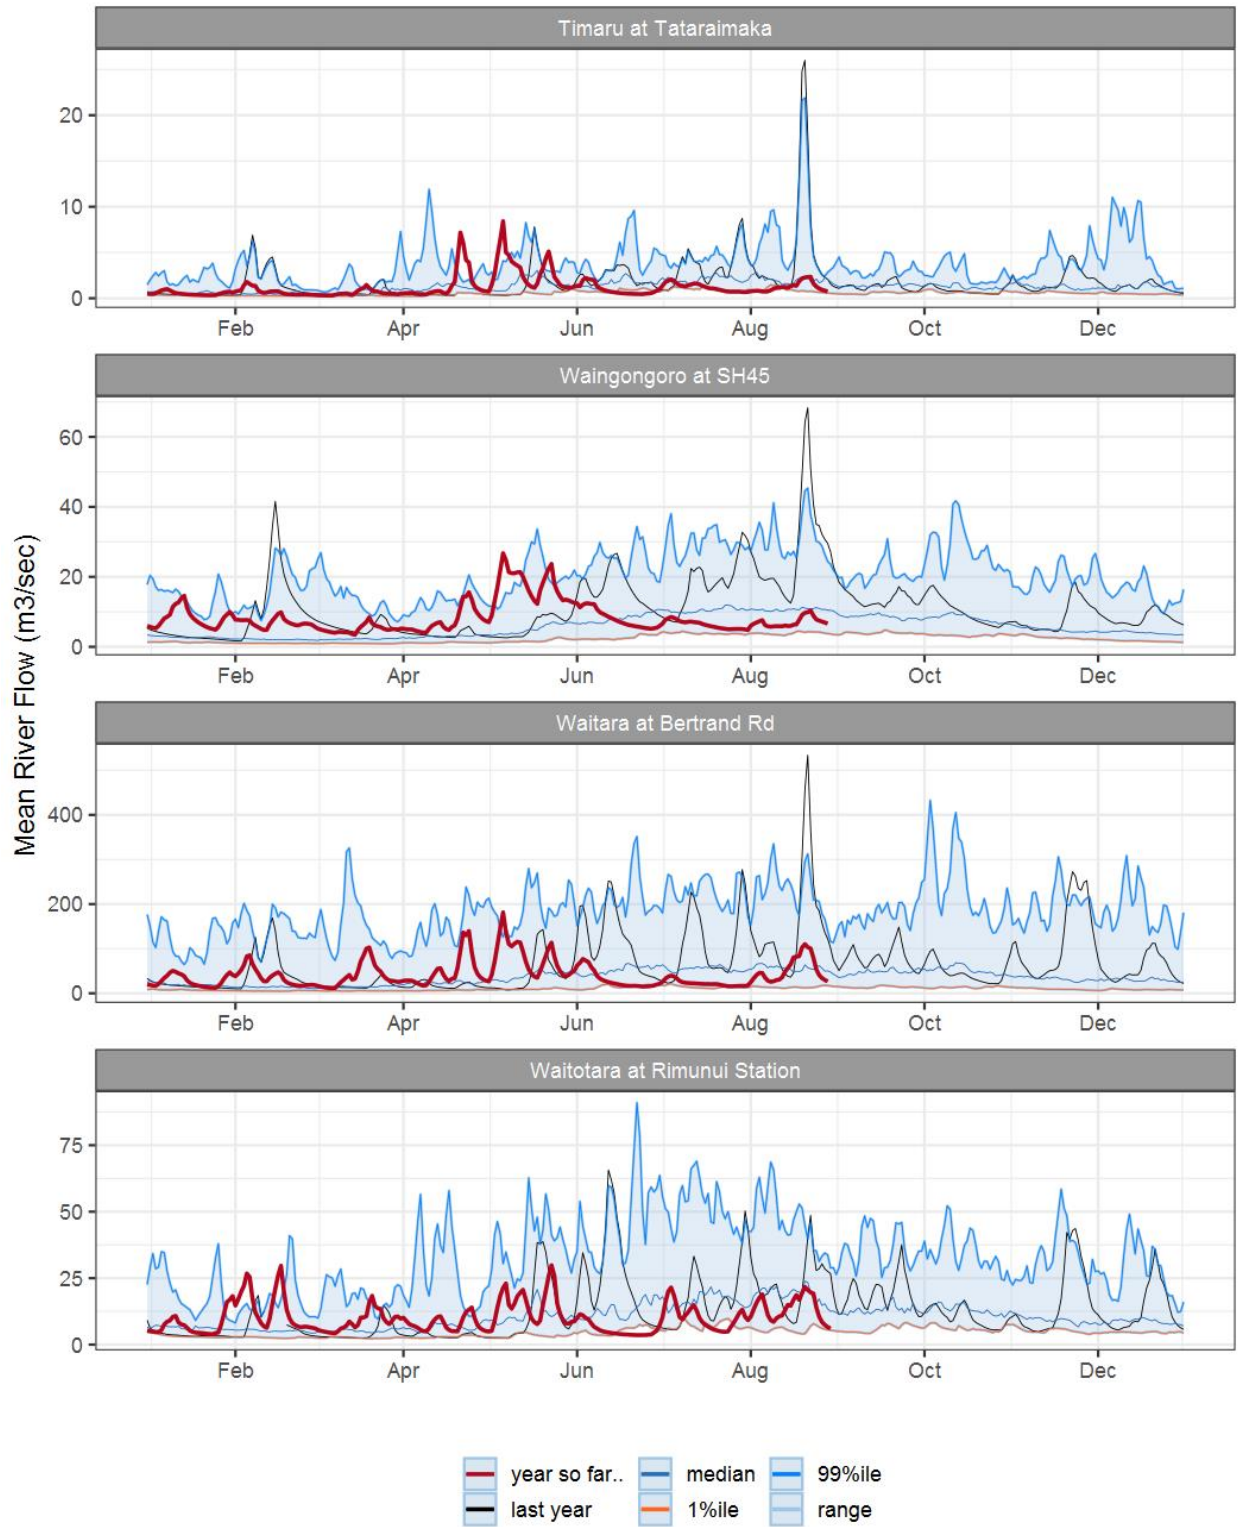 Timaru at Tataraimaka
20
10
0
Feb Apr Jun Aug Oct Dec
Waingongoro at SH45
60
40
20
0
Feb Apr Jun Aug Oct Dec
Mean River Flow (m3/sec)
Waitara at Bertrand Rd
400
200
0
Feb Apr Jun Aug Oct Dec
Waitotara at Rimunui Station
75
50
25
0
Feb Apr Jun Aug Oct Dec
year so far.. median 99%ile
last year 1%ile range